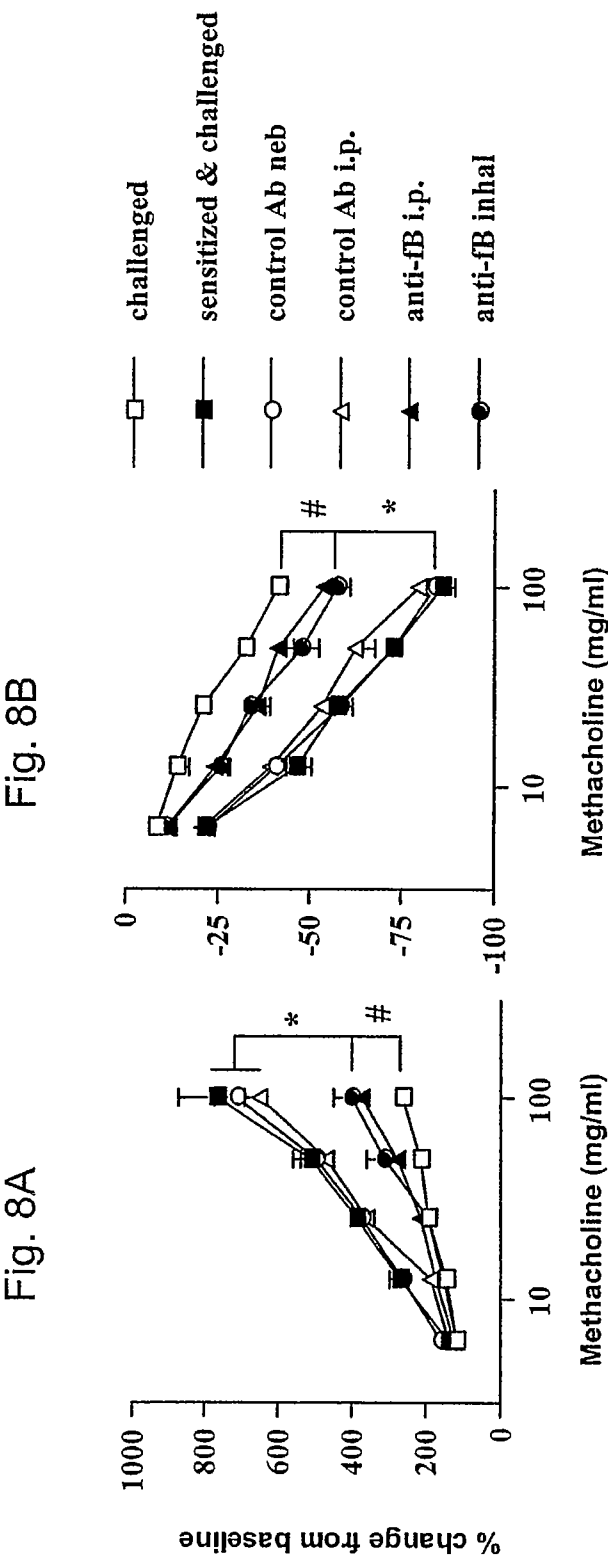 Fig. 8A
% change from baseline
1000
800
600
400
200
0
10
100
Methacholine (mg/ml)
*
#
Fig. 8B
0
-25
-50
-75
-100
10
100
Methacholine (mg/ml)
#
*
challenged
sensitized & challenged
control Ab neb
control Ab i.p.
anti-fB i.p.
anti-fB inhal